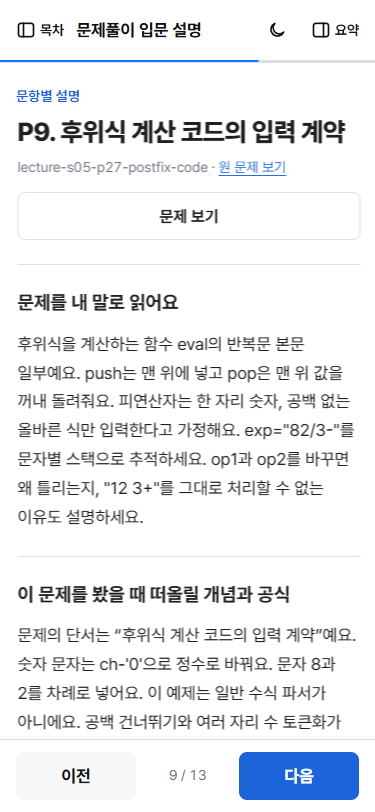 목차 문제풀이 입문 설명 요약
문항별 설명
P9. 후위식 계산 코드의 입력 계약
lecture-s05-p27-postfix-code · 원 문제 보기
문제 보기
문제를 내 말로 읽어요
후위식을 계산하는 함수 eval의 반복문 본문
일부예요. push는 맨 위에 넣고 pop은 맨 위 값을
꺼내 돌려줘요. 피연산자는 한 자리 숫자, 공백 없는
올바른 식만 입력한다고 가정해요. exp="82/3-"를
문자별 스택으로 추적하세요. op1과 op2를 바꾸면
왜 틀리는지, "12 3+"를 그대로 처리할 수 없는
이유도 설명하세요.
이 문제를 봤을 때 떠올릴 개념과 공식
문제의 단서는 “후위식 계산 코드의 입력 계약”예요.
숫자 문자는 ch-'0'으로 정수로 바꿔요. 문자 8과
2를 차례로 넣어요. 이 예제는 일반 수식 파서가
아니에요. 공백 건너뛰기와 여러 자리 수 토큰화가
이전 9 / 13 다음